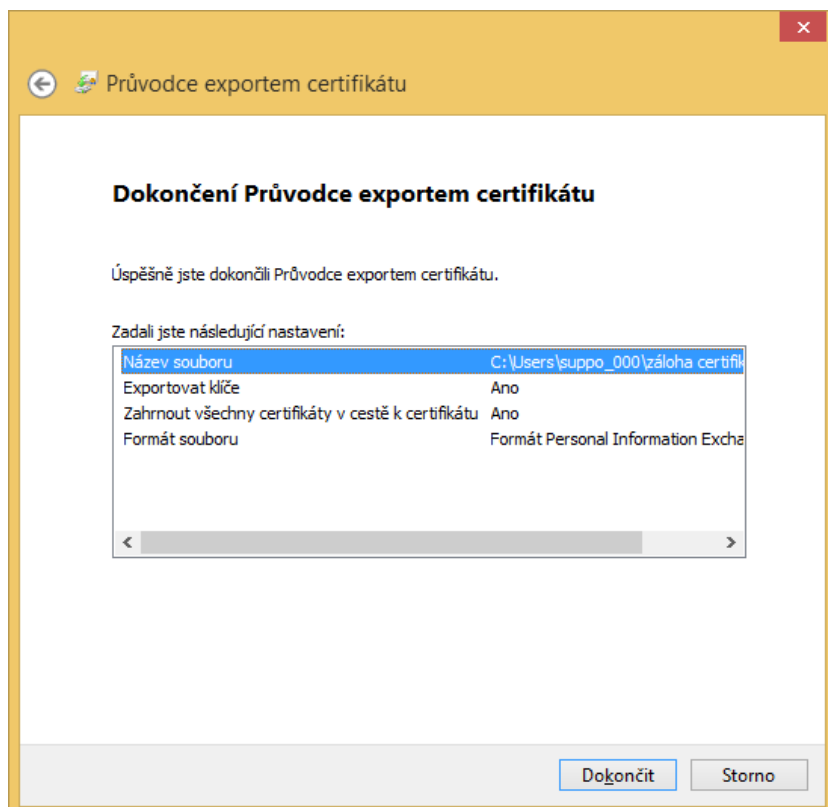 Průvodce exportem certifikátu
Dokončení Průvodce exportem certifikátu
Úspěšně jste dokončili Průvodce exportem certifikátu.
Zadali jste následující nastavení:
Název souboru C:\Users\suppo_000\záloha certifik
Exportovat klíče Ano
Zahrnout všechny certifikáty v cestě k certifikátu Ano
Formát souboru Formát Personal Information Excha
Dokončit Storno